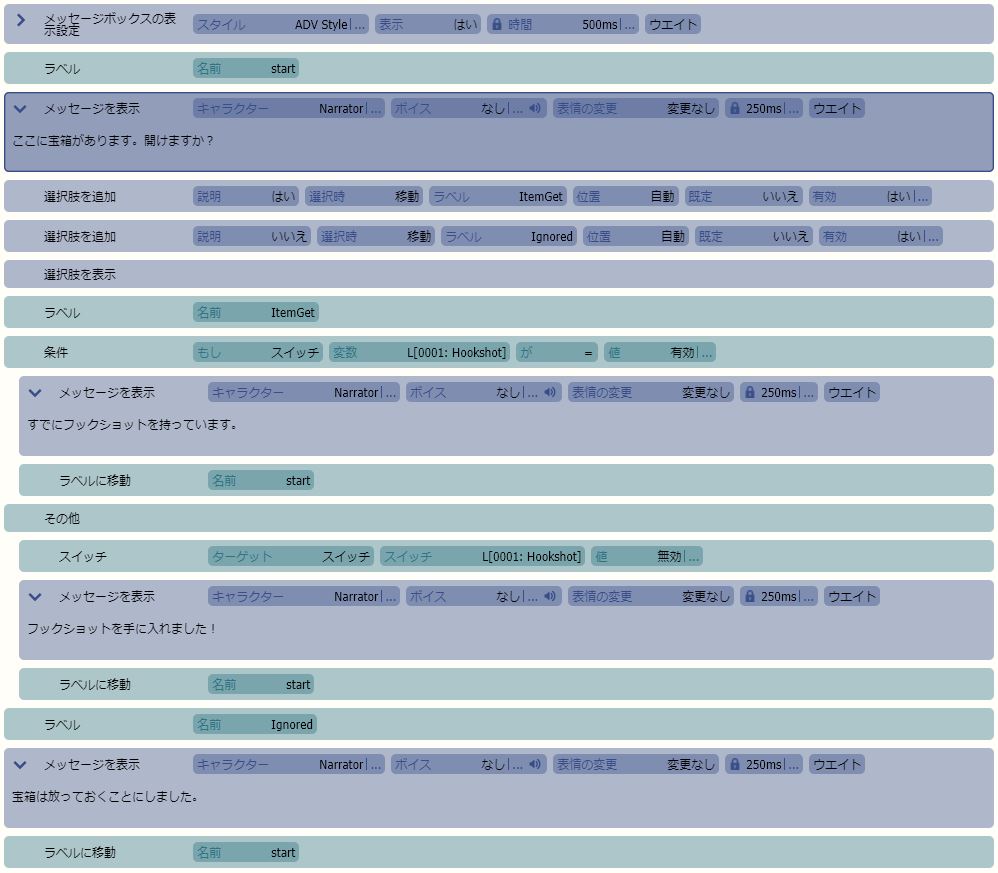 メッセージボックスの表
示設定 スタイル ADV Style|... 表示 はい 時間 500ms|... ウエイト
ラベル 名前 start
メッセージを表示 キャラクター Narrator|... ボイス なし|... 表情の変更 変更なし 250ms|... ウエイト
ここに宝箱があります。開けますか？
選択肢を追加 説明 はい 選択時 移動 ラベル ItemGet 位置 自動 既定 いいえ 有効 はい|...
選択肢を追加 説明 いいえ 選択時 移動 ラベル Ignored 位置 自動 既定 いいえ 有効 はい|...
選択肢を表示
ラベル 名前 ItemGet
条件 もし スイッチ 変数 L[0001: Hookshot] が = 値 有効|...
メッセージを表示 キャラクター Narrator|... ボイス なし|... 表情の変更 変更なし 250ms|... ウエイト
すでにフックショットを持っています。
ラベルに移動 名前 start
その他
スイッチ ターゲット スイッチ スイッチ L[0001: Hookshot] 値 無効|...
メッセージを表示 キャラクター Narrator|... ボイス なし|... 表情の変更 変更なし 250ms|... ウエイト
フックショットを手に入れました！
ラベルに移動 名前 start
ラベル 名前 Ignored
メッセージを表示 キャラクター Narrator|... ボイス なし|... 表情の変更 変更なし 250ms|... ウエイト
宝箱は放っておくことにしました。
ラベルに移動 名前 start